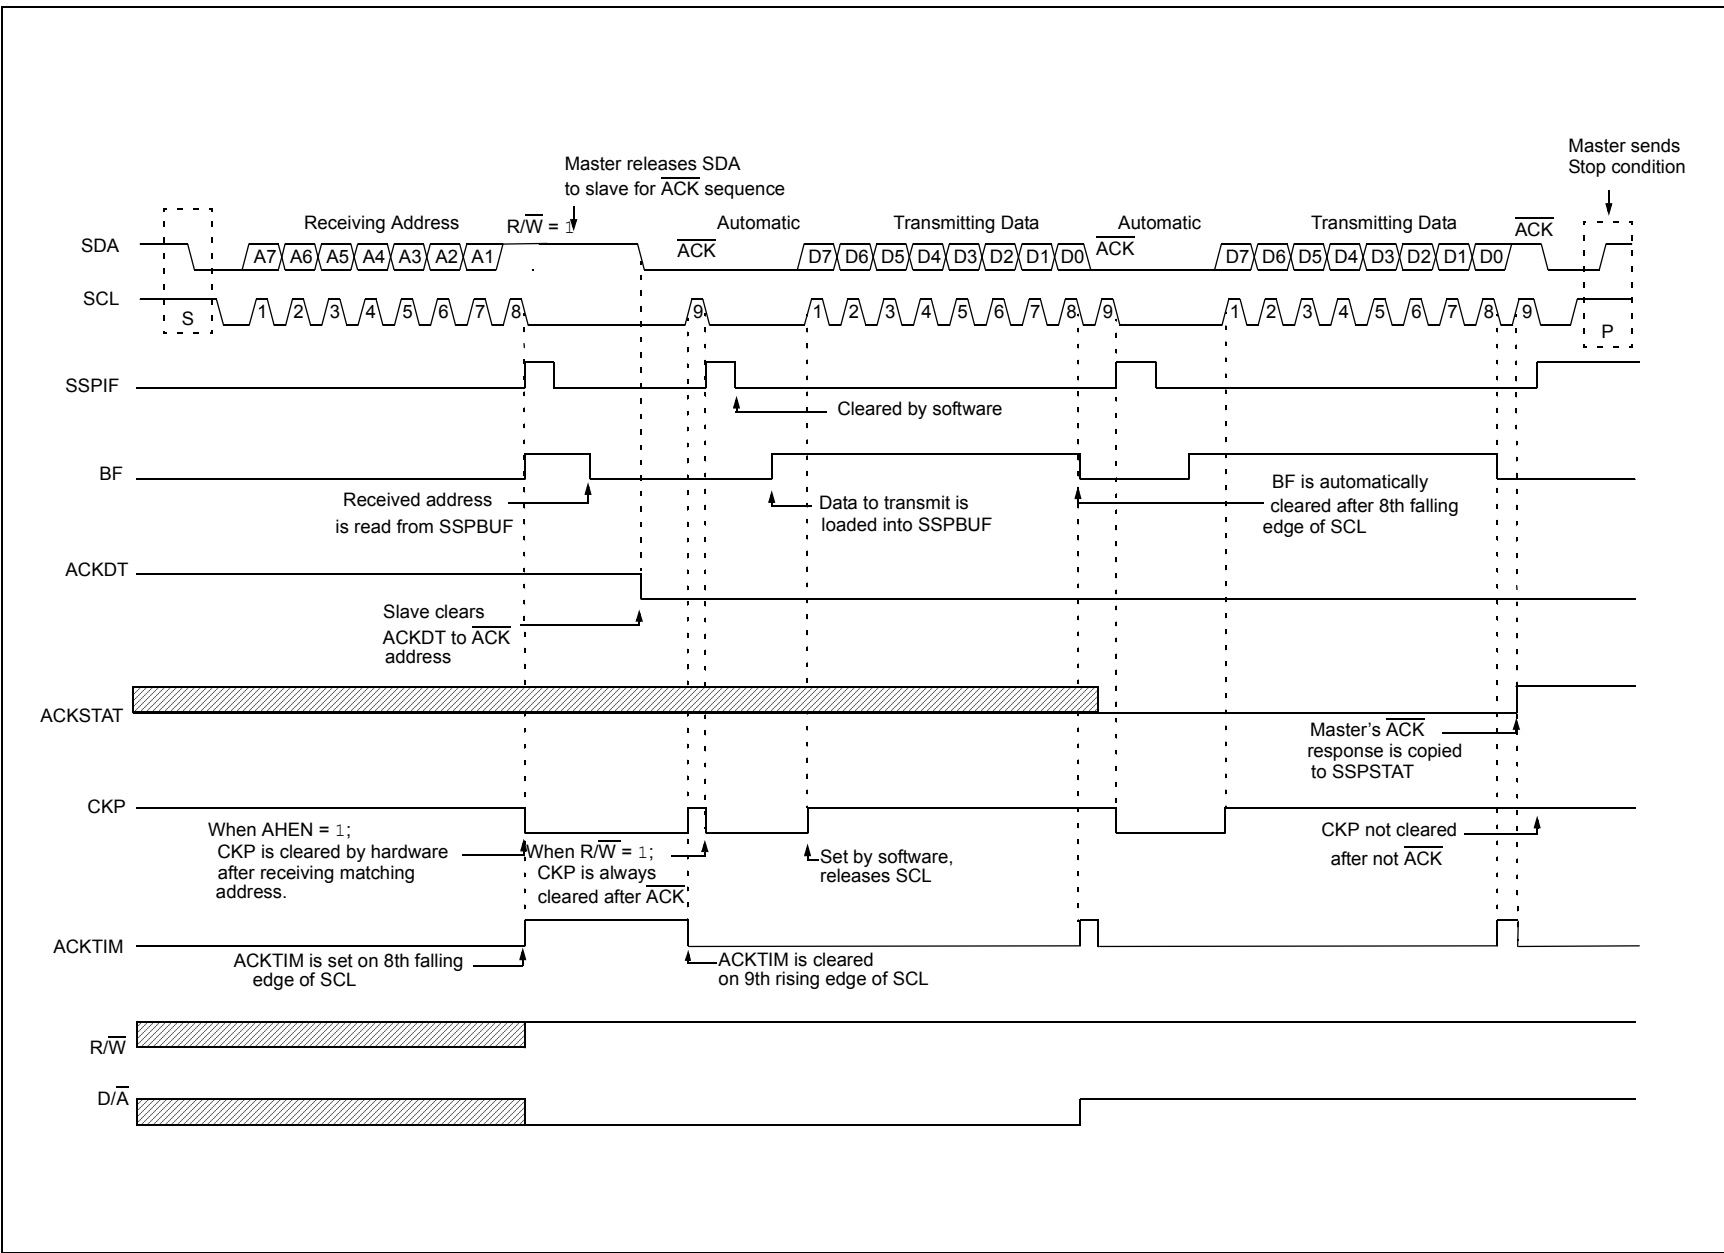 Master sends
Stop condition
Master releases SDA
to slave for ACK sequence
Receiving Address R/W = 1 Automatic Transmitting Data Automatic Transmitting Data ACK
SDA A7 A6 A5 A4 A3 A2 A1 ACK D7 D6 D5 D4 D3 D2 D1 D0 ACK D7 D6 D5 D4 D3 D2 D1 D0
SCL S 1 2 3 4 5 6 7 8 9 1 2 3 4 5 6 7 8 9 1 2 3 4 5 6 7 8 9 P
SSPIF
Cleared by software
BF
Received address
is read from SSPBUF
Data to transmit is
loaded into SSPBUF
BF is automatically
cleared after 8th falling
edge of SCL
ACKDT
Slave clears
ACKDT to ACK
address
ACKSTAT
Master's ACK
response is copied
to SSPSTAT
CKP
When AHEN = 1;
CKP is cleared by hardware
after receiving matching
address.
When R/W = 1;
CKP is always
cleared after ACK
Set by software,
releases SCL
CKP not cleared
after not ACK
ACKTIM
ACKTIM is set on 8th falling
edge of SCL
ACKTIM is cleared
on 9th rising edge of SCL
R/W
D/A